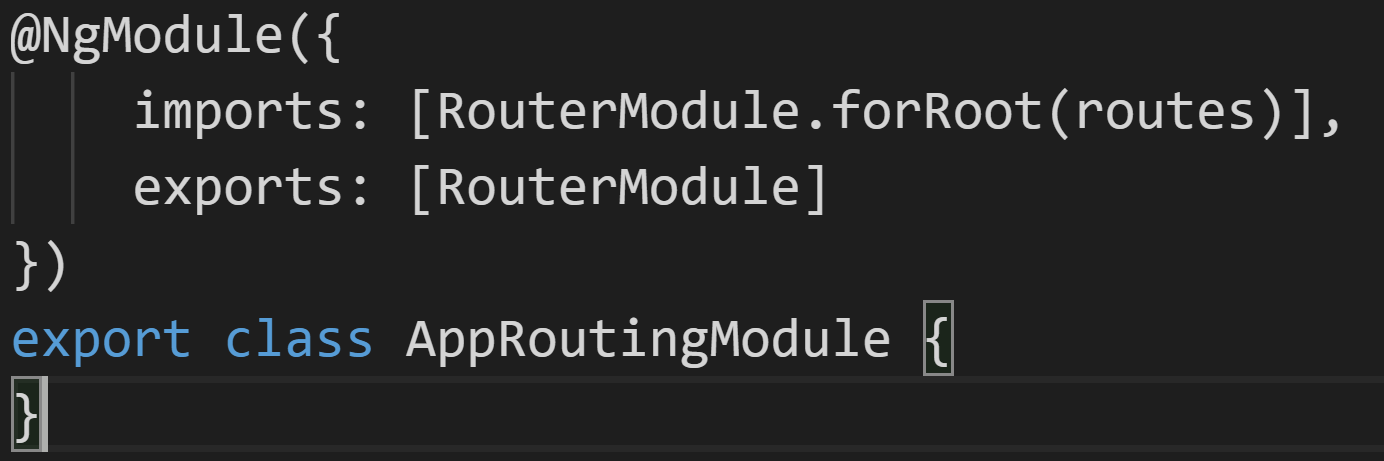 @NgModule({
    imports: [RouterModule.forRoot(routes)],
    exports: [RouterModule]
})
export class AppRoutingModule {
}